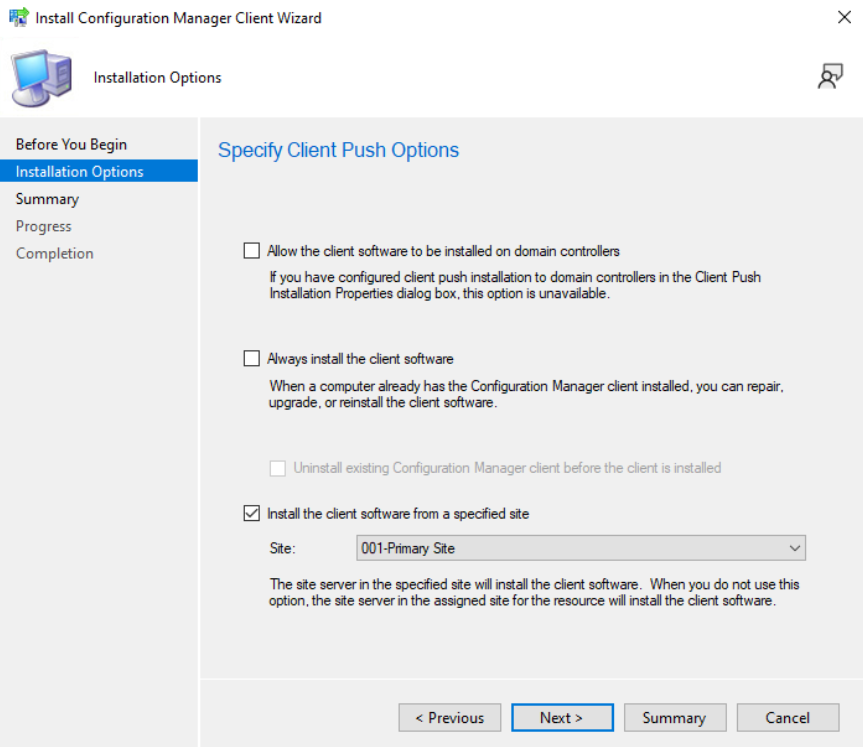 Install Configuration Manager Client Wizard
Installation Options
Before You Begin
Installation Options
Summary
Progress
Completion
Specify Client Push Options
Allow the client software to be installed on domain controllers
If you have configured client push installation to domain controllers in the Client Push
Installation Properties dialog box, this option is unavailable.
Always install the client software
When a computer already has the Configuration Manager client installed, you can repair,
upgrade, or reinstall the client software.
Uninstall existing Configuration Manager client before the client is installed
Install the client software from a specified site
Site: 001-Primary Site
The site server in the specified site will install the client software.  When you do not use this
option, the site server in the assigned site for the resource will install the client software.
< Previous Next > Summary Cancel